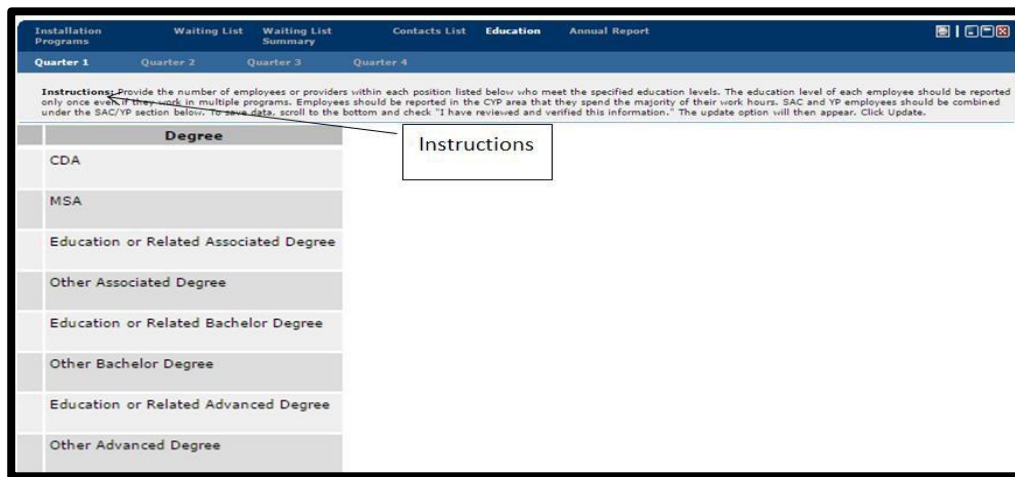 Installation Programs Waiting List Waiting List Summary Contacts List Education Annual Report
Quarter 1 Quarter 2 Quarter 3 Quarter 4
Instructions: Provide the number of employees or providers within each position listed below who meet the specified education levels. The education level of each employee should be reported
only once even if they work in multiple programs. Employees should be reported in the CYP area that they spend the majority of their work hours. SAC and YP employees should be combined
under the SAC/YP section below. To save data, scroll to the bottom and check "I have reviewed and verified this information." The update option will then appear. Click Update.
Instructions
Degree
CDA
MSA
Education or Related Associated Degree
Other Associated Degree
Education or Related Bachelor Degree
Other Bachelor Degree
Education or Related Advanced Degree
Other Advanced Degree